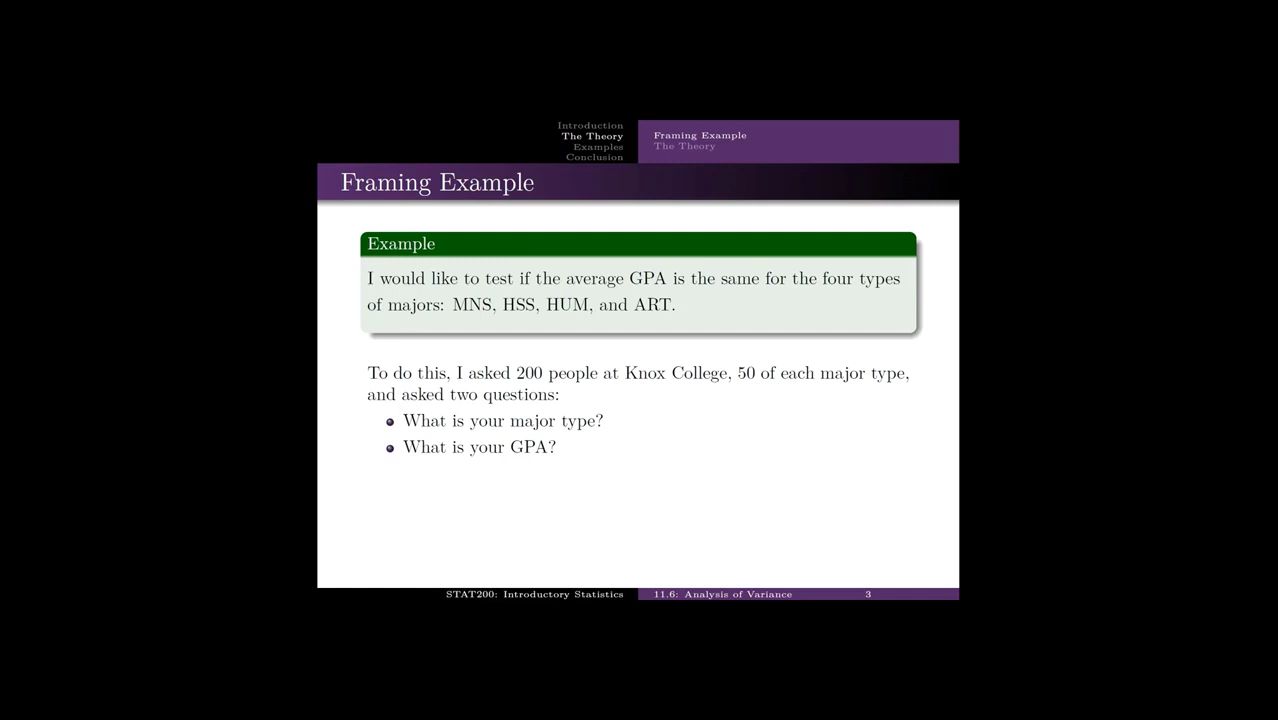 Introduction
The Theory
Examples
Conclusion
Framing Example
The Theory
Framing Example
Example
I would like to test if the average GPA is the same for the four types
of majors: MNS, HSS, HUM, and ART.
To do this, I asked 200 people at Knox College, 50 of each major type,
and asked two questions:
What is your major type?
What is your GPA?
STAT200: Introductory Statistics
11.6: Analysis of Variance
3